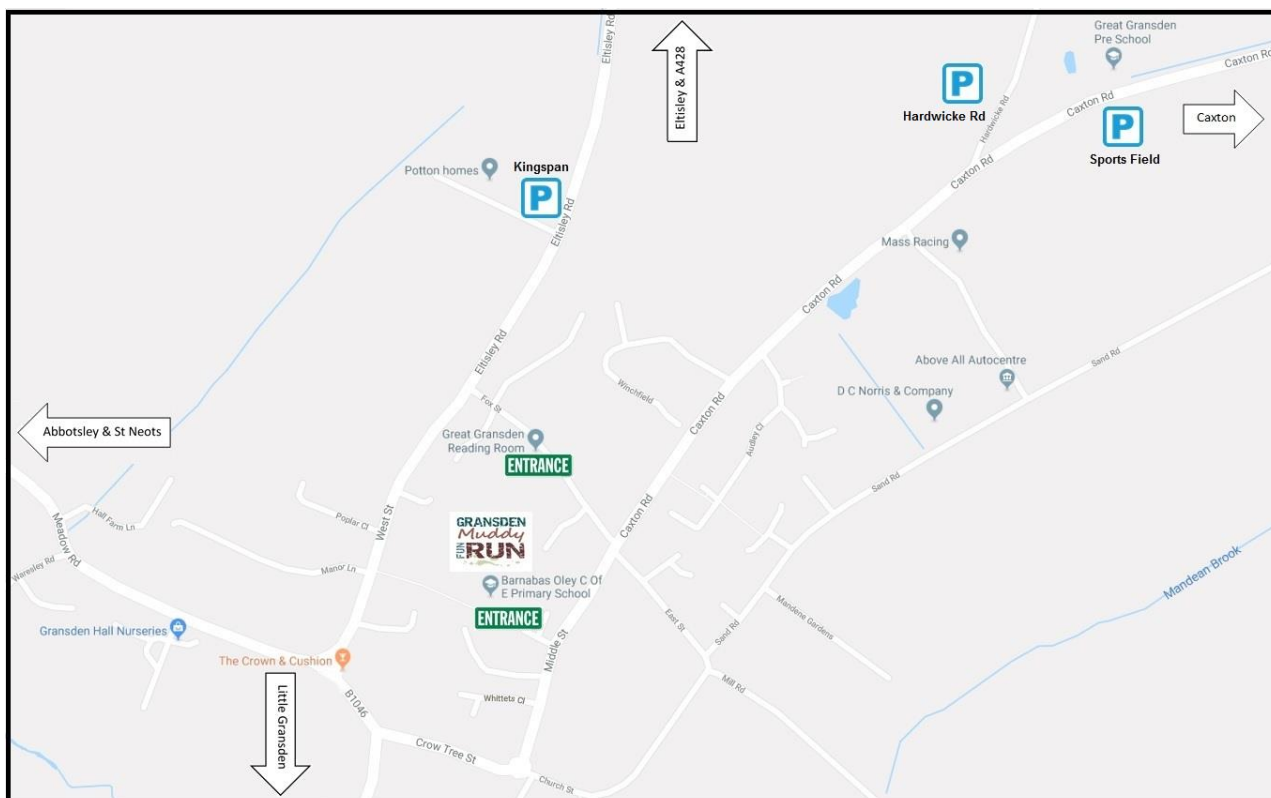 Eltisley Rd
Eltisley & A428
Great Gransden
Pre School
Caxton Rd
P
Hardwicke Rd
Hardwicke Rd
Caxton Rd
P
Sports Field
Caxton
Kingspan
P
Potton homes
Caxton Rd
Eltisley Rd
Mass Racing
Caxton Rd
Eltisley Rd
Above All Autocentre
Sand Rd
Winchfield
D C Norris & Company
Fox St
Caxton Rd
Abbotsley & St Neots
Great Gransden
Reading Room
Audley Cl
ENTRANCE
Sand Rd
Hall Farm Ln
Poplar Cl
West St
Caxton Rd
Meadow Rd
GRANSDEN
Muddy
FUN RUN
Waresley Rd
Manor Ln
Barnabas Oley C Of
E Primary School
Mandean Brook
ENTRANCE
East St
Mandene Gardens
Gransden Hall Nurseries
Sand Rd
Middle St
The Crown & Cushion
Mill Rd
Little Gransden
B1046
Whittets Cl
Crow Tree St
Church St